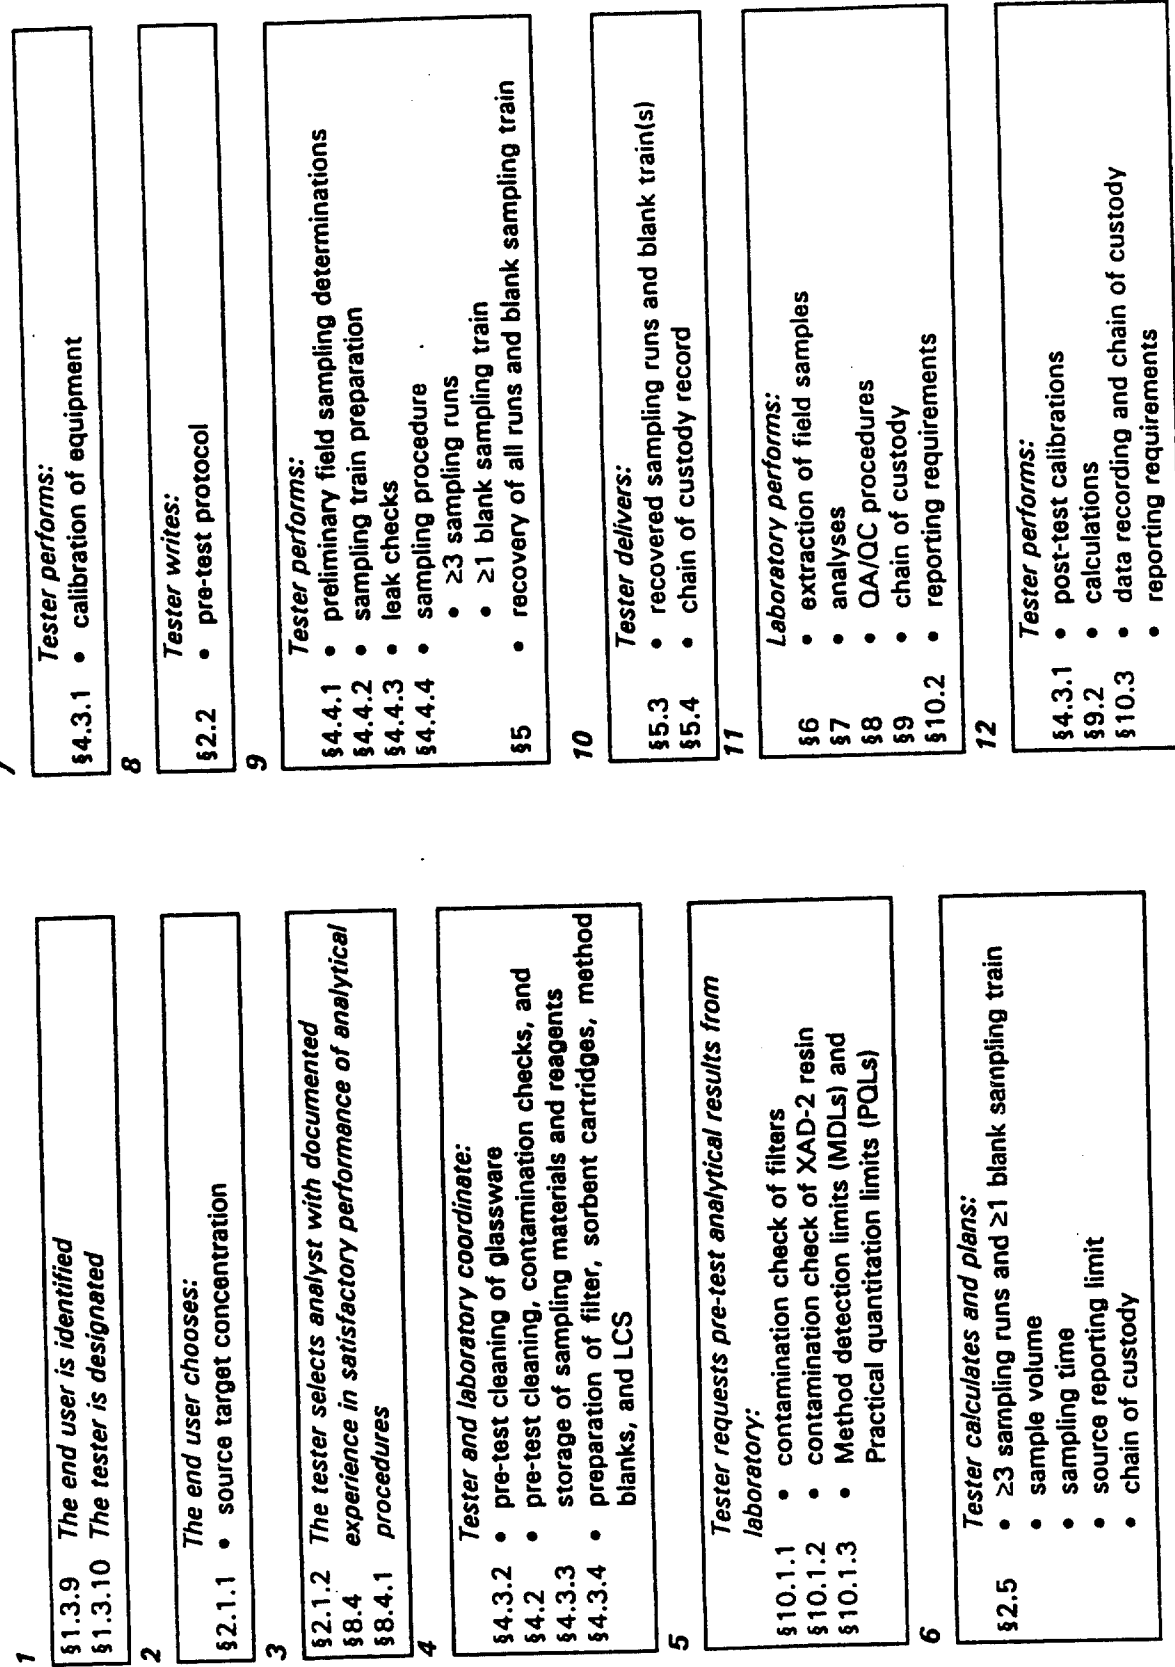 1
§1.3.9 The end user is identified
§1.3.10 The tester is designated
2
The end user chooses:
§2.1.1 • source target concentration
3
§2.1.2 The tester selects analyst with documented
§8.4 experience in satisfactory performance of analytical
§8.4.1 procedures
4
Tester and laboratory coordinate:
§4.3.2 • pre-test cleaning of glassware
§4.2 • pre-test cleaning, contamination checks, and
§4.3.3 storage of sampling materials and reagents
§4.3.4 • preparation of filter, sorbent cartridges, method
blanks, and LCS
5
Tester requests pre-test analytical results from
laboratory:
§10.1.1 • contamination check of filters
§10.1.2 • contamination check of XAD-2 resin
§10.1.3 • Method detection limits (MDLs) and
Practical quantitation limits (PQLs)
6
Tester calculates and plans:
§2.5 • ≥3 sampling runs and ≥1 blank sampling train
• sample volume
• sampling time
• source reporting limit
• chain of custody
7
Tester performs:
§4.3.1 • calibration of equipment
8
Tester writes:
§2.2 • pre-test protocol
9
Tester performs:
§4.4.1 • preliminary field sampling determinations
§4.4.2 • sampling train preparation
§4.4.3 • leak checks
§4.4.4 • sampling procedure
• ≥3 sampling runs
• ≥1 blank sampling train
§5 • recovery of all runs and blank sampling train
10
Tester delivers:
§5.3 • recovered sampling runs and blank train(s)
§5.4 • chain of custody record
11
Laboratory performs:
§6 • extraction of field samples
§7 • analyses
§8 • QA/QC procedures
§9 • chain of custody
§10.2 • reporting requirements
12
Tester performs:
§4.3.1 • post-test calibrations
§9.2 • calculations
§10.3 • data recording and chain of custody
• reporting requirements